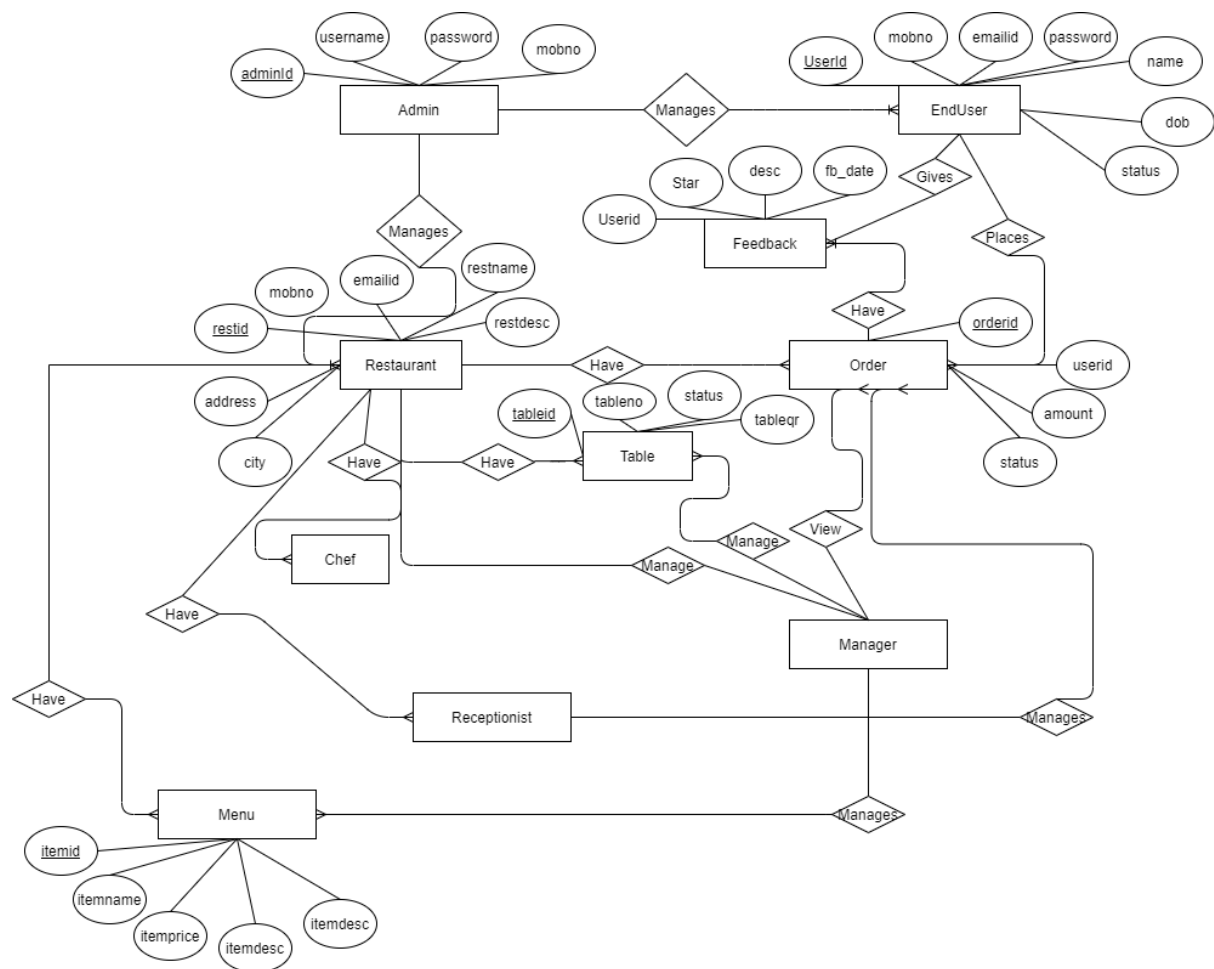 username
password
mobno
adminId
Admin
Manages
UserId
mobno
emailid
password
name
EndUser
dob
status
Gives
Star
desc
fb_date
Userid
Feedback
Places
Manages
mobno
emailid
restname
restdesc
restid
Restaurant
address
city
Have
Have
orderid
Order
userid
amount
status
tableid
tableno
status
tableqr
Have
Have
Table
Chef
Manage
View
Manage
Have
Manager
Have
Receptionist
Manages
Menu
Manages
itemid
itemname
itemprice
itemdesc
itemdesc